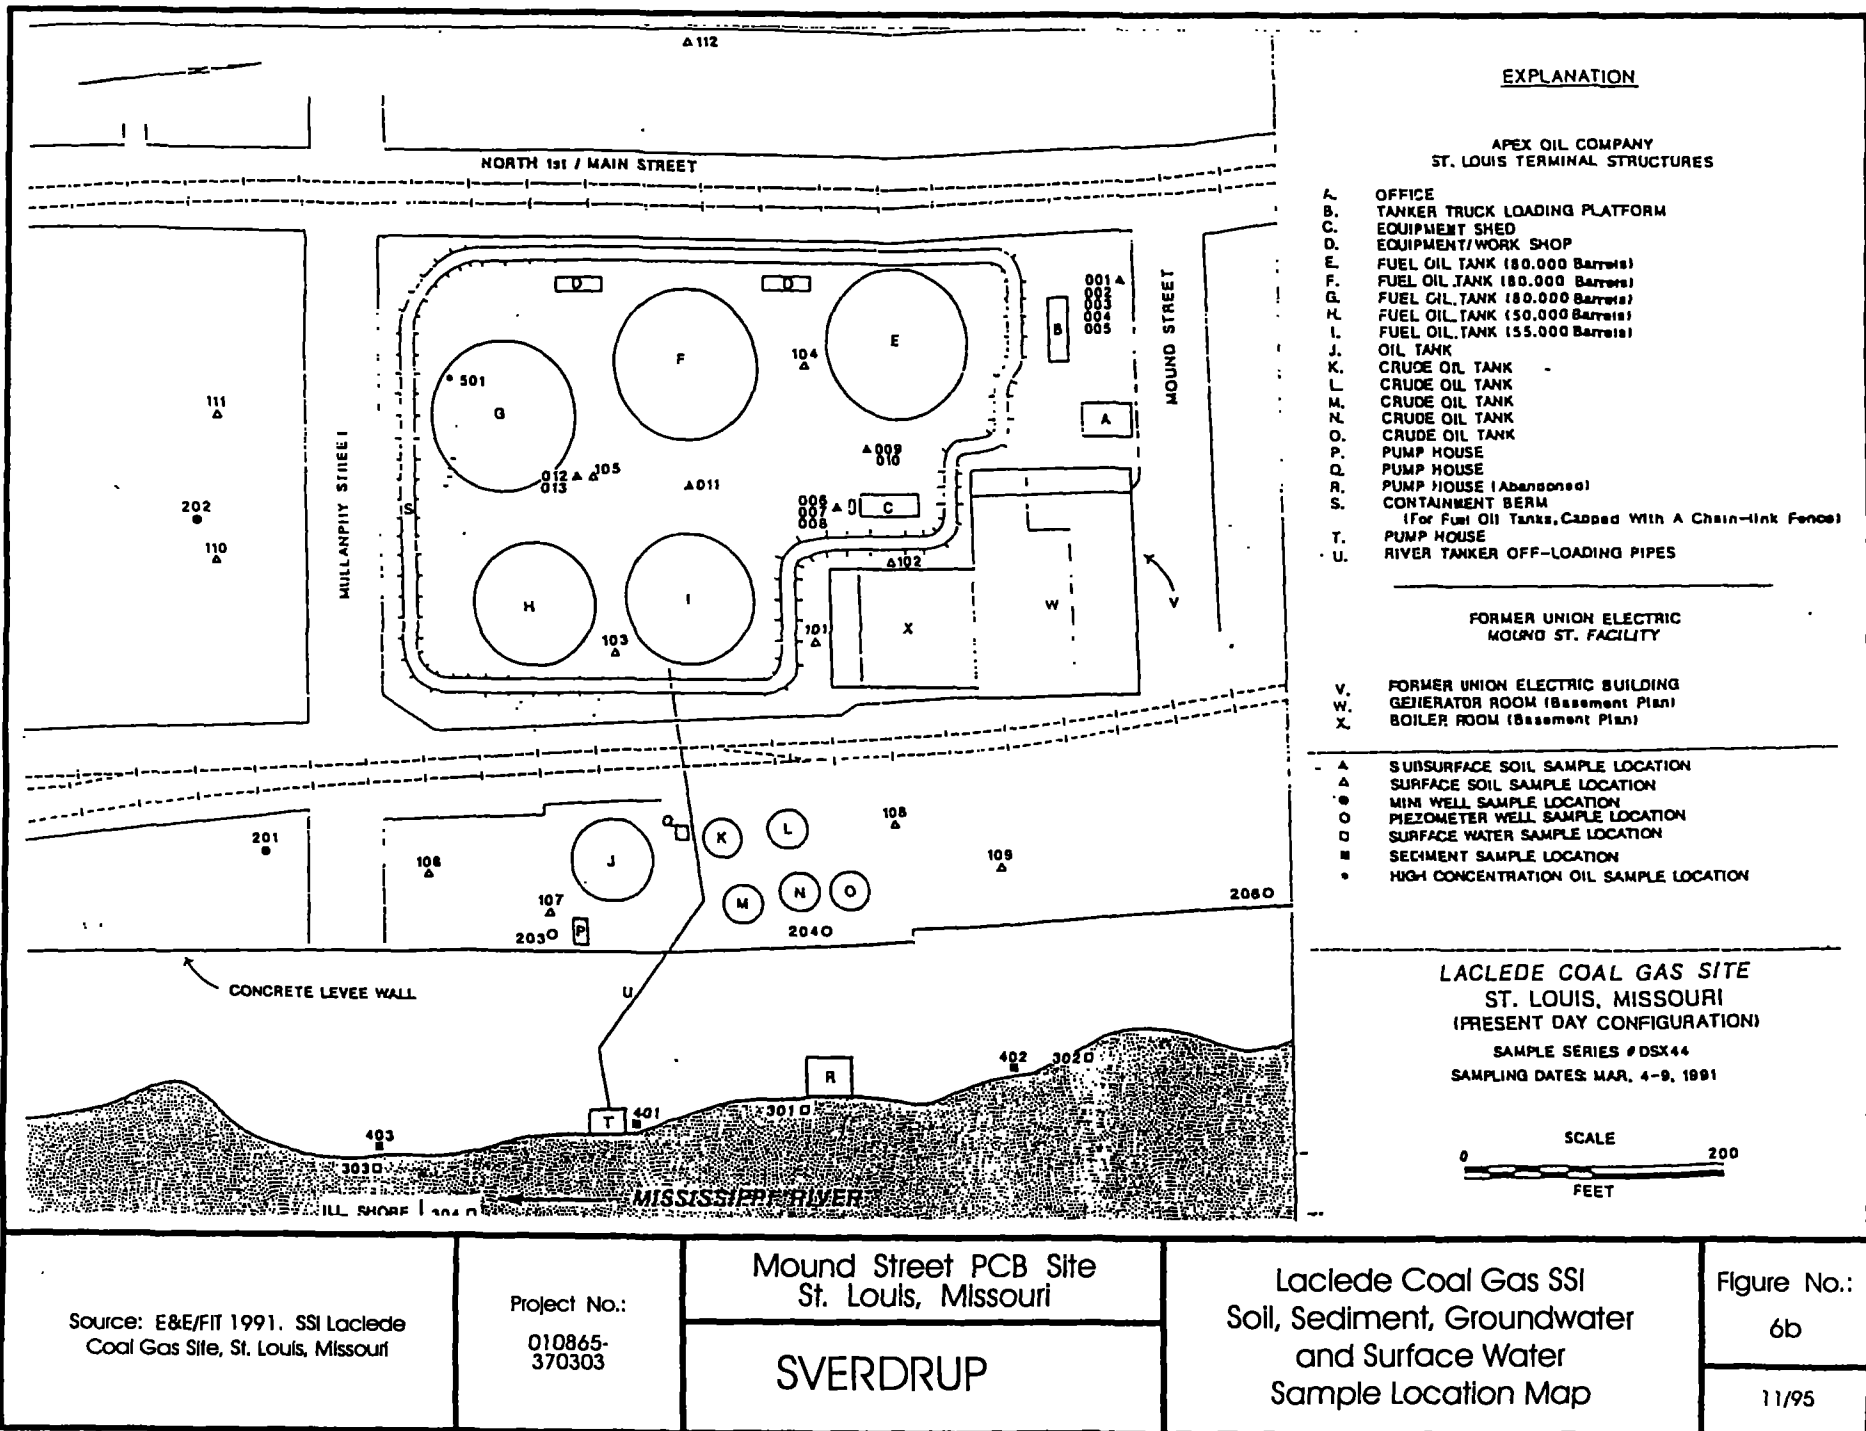 112
NORTH 1st / MAIN STREET
MULLANPHY STREET
MOUND STREET
D
D
E
F
G
501
104
001
002
003
004
005
B
A
111
202
110
012
013
105
011
009
010
006
007
008
C
S
102
101
103
H
I
X
W
V
201
106
107
203
P
J
Q
K
L
M
N
O
204
108
109
206
CONCRETE LEVEE WALL
U
R
T
401
301
402
302
403
303
ILL. SHORE
304
MISSISSIPPI RIVER
EXPLANATION
APEX OIL COMPANY
ST. LOUIS TERMINAL STRUCTURES
A. OFFICE
B. TANKER TRUCK LOADING PLATFORM
C. EQUIPMENT SHED
D. EQUIPMENT/WORK SHOP
E. FUEL OIL TANK (80.000 Barrels)
F. FUEL OIL TANK (80.000 Barrels)
G. FUEL OIL TANK (80.000 Barrels)
H. FUEL OIL TANK (50.000 Barrels)
I. FUEL OIL TANK (55.000 Barrels)
J. OIL TANK
K. CRUDE OIL TANK
L. CRUDE OIL TANK
M. CRUDE OIL TANK
N. CRUDE OIL TANK
O. CRUDE OIL TANK
P. PUMP HOUSE
Q. PUMP HOUSE
R. PUMP HOUSE (Abandoned)
S. CONTAINMENT BERM
(For Fuel Oil Tanks, Capped With A Chain-link Fence)
T. PUMP HOUSE
U. RIVER TANKER OFF-LOADING PIPES
FORMER UNION ELECTRIC
MOUND ST. FACILITY
V. FORMER UNION ELECTRIC BUILDING
W. GENERATOR ROOM (Basement Plan)
X. BOILER ROOM (Basement Plan)
SUBSURFACE SOIL SAMPLE LOCATION
SURFACE SOIL SAMPLE LOCATION
MINI WELL SAMPLE LOCATION
PIEZOMETER WELL SAMPLE LOCATION
SURFACE WATER SAMPLE LOCATION
SEDIMENT SAMPLE LOCATION
HIGH CONCENTRATION OIL SAMPLE LOCATION
LACLEDE COAL GAS SITE
ST. LOUIS, MISSOURI
(PRESENT DAY CONFIGURATION)
SAMPLE SERIES # DSX44
SAMPLING DATES: MAR. 4-9, 1991
SCALE
0 200
FEET
Source: E&E/FIT 1991. SSI Laclede
Coal Gas Site, St. Louis, Missouri
Project No.:
010865-
370303
Mound Street PCB Site
St. Louis, Missouri
SVERDRUP
Laclede Coal Gas SSI
Soil, Sediment, Groundwater
and Surface Water
Sample Location Map
Figure No.:
6b
11/95